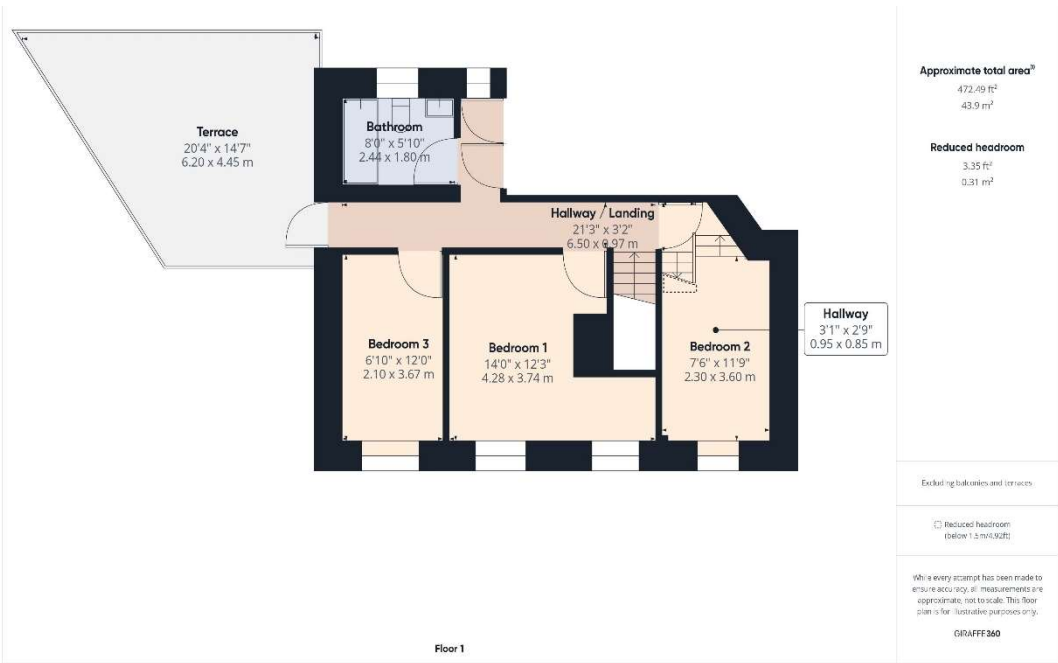 Terrace
20'4" x 14'7"
6.20 x 4.45 m
Bathroom
8'0" x 5'10"
2.44 x 1.80 m
Hallway / Landing
21'3" x 3'2"
6.50 x 0.97 m
Bedroom 3
6'10" x 12'0"
2.10 x 3.67 m
Bedroom 1
14'0" x 12'3"
4.28 x 3.74 m
Bedroom 2
7'6" x 11'9"
2.30 x 3.60 m
Hallway
3'1" x 2'9"
0.95 x 0.85 m
Floor 1
Approximate total area⁽¹⁾
472.49 ft²
43.9 m²
Reduced headroom
3.35 ft²
0.31 m²
Excluding balconies and terraces
Reduced headroom
(below 1.5m/4.92ft)
While every attempt has been made to
ensure accuracy, all measurements are
approximate, not to scale. This floor
plan is for illustrative purposes only.
GIRAFFE360